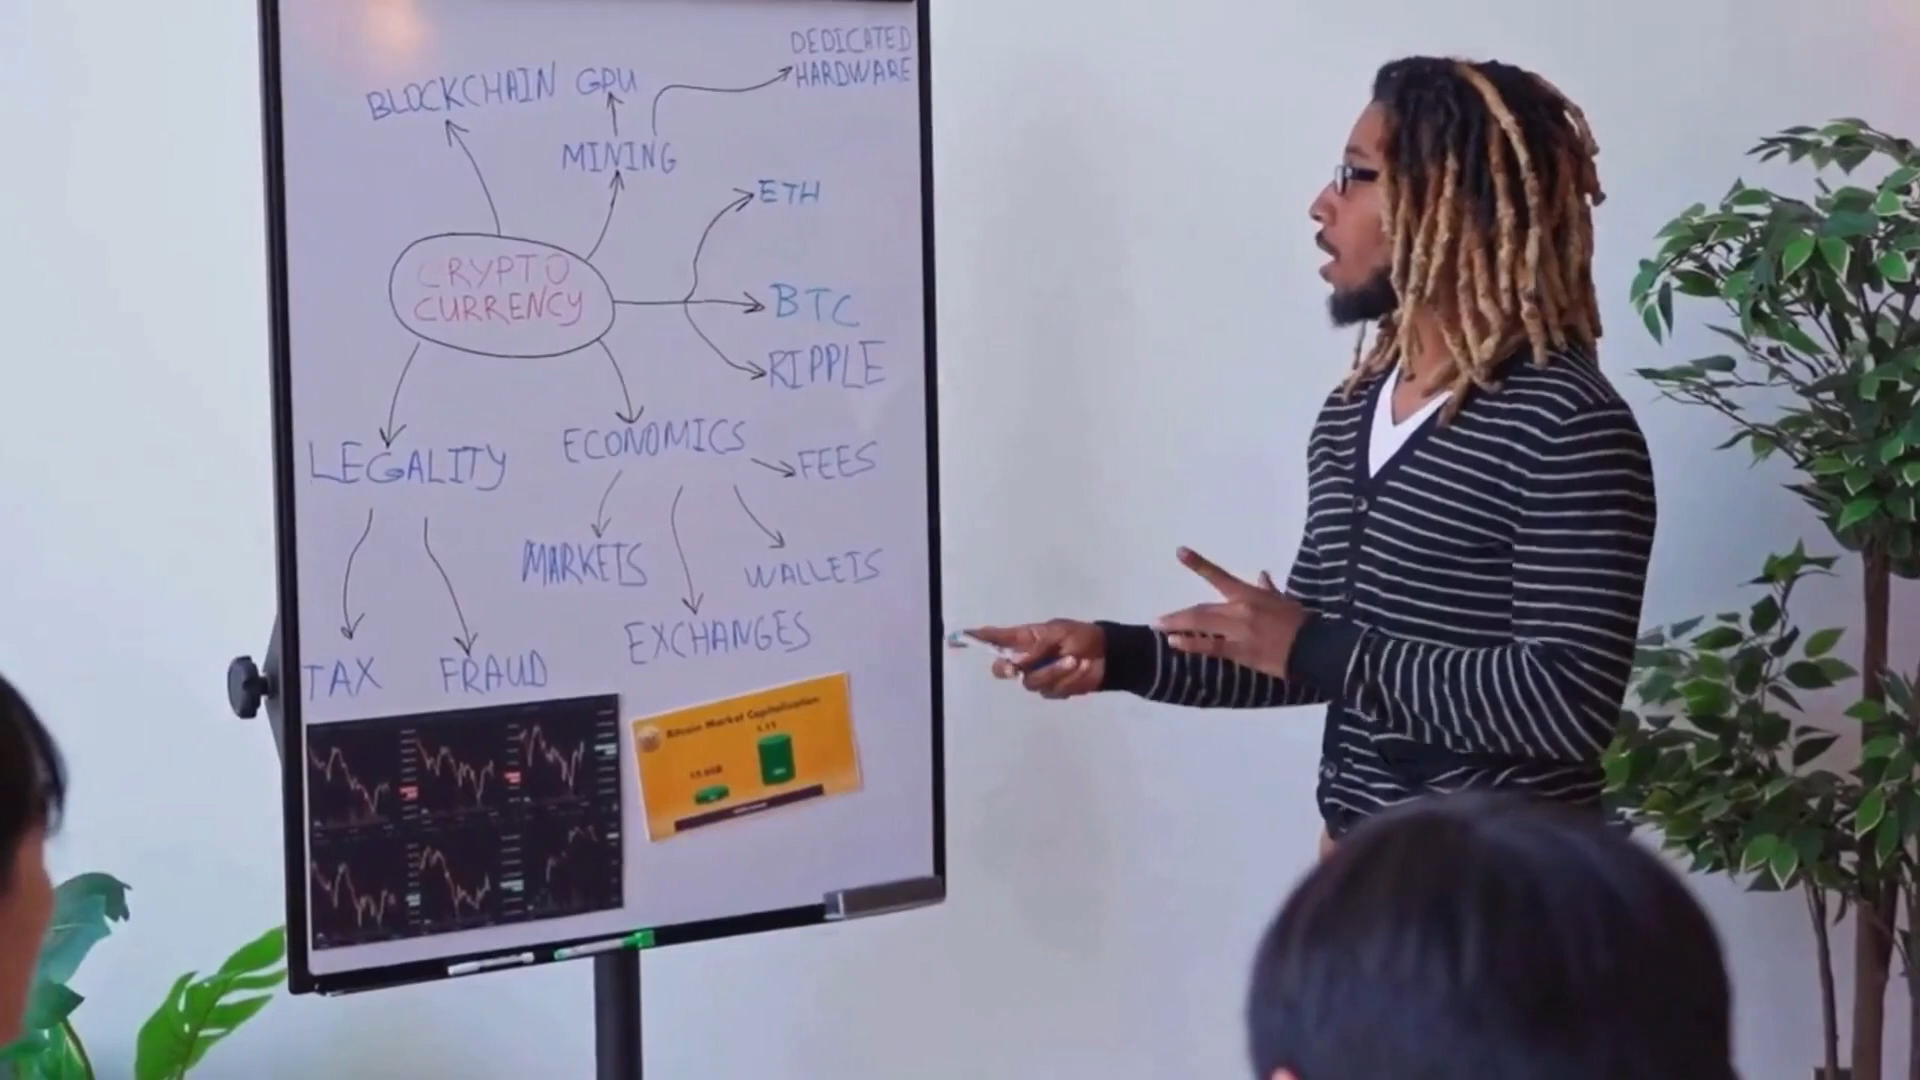 DEDICATED
HARDWARE
BLOCKCHAIN
GPU
MINING
ETH
CRYPTO
CURRENCY
BTC
RIPPLE
LEGALITY
ECONOMICS
FEES
MARKETS
WALLETS
EXCHANGES
TAX
FRAUD
Bitcoin Market Capitalization